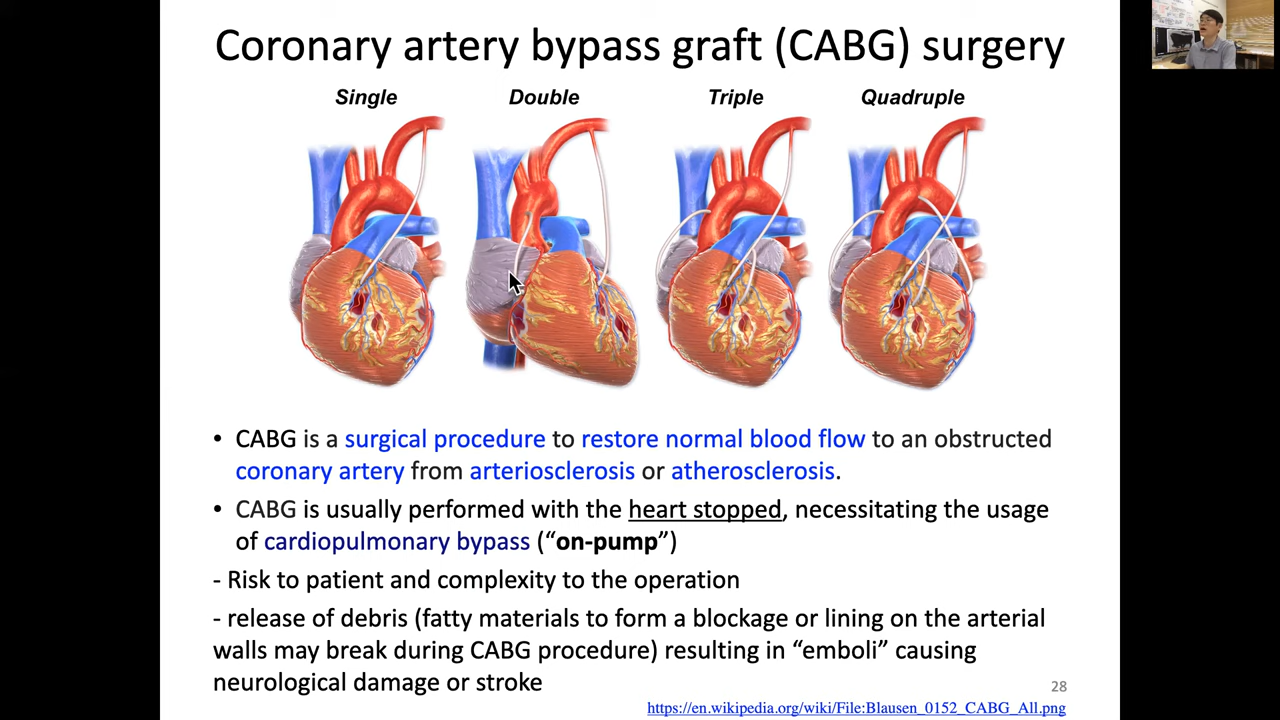 Coronary artery bypass graft (CABG) surgery
Single Double Triple Quadruple
• CABG is a surgical procedure to restore normal blood flow to an obstructed
coronary artery from arteriosclerosis or atherosclerosis.
• CABG is usually performed with the heart stopped, necessitating the usage
of cardiopulmonary bypass (“on-pump”)
- Risk to patient and complexity to the operation
- release of debris (fatty materials to form a blockage or lining on the arterial
walls may break during CABG procedure) resulting in “emboli” causing
neurological damage or stroke
28
https://en.wikipedia.org/wiki/File:Blausen_0152_CABG_All.png